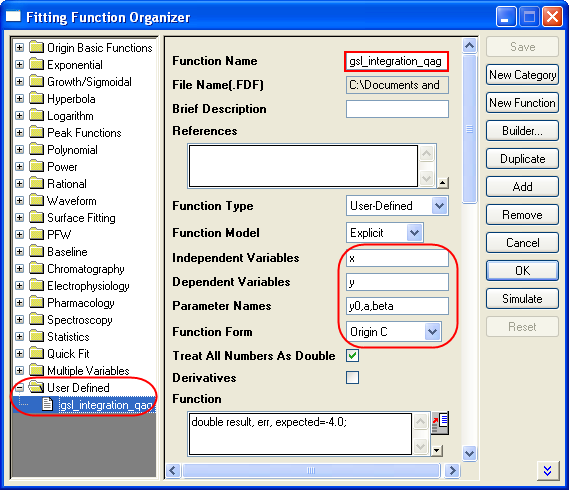 Fitting Function Organizer
Origin Basic Functions
Exponential
Growth/Sigmoidal
Hyperbola
Logarithm
Peak Functions
Polynomial
Power
Rational
Waveform
Surface Fitting
PFW
Baseline
Chromatography
Electrophysiology
Pharmacology
Spectroscopy
Statistics
Quick Fit
Multiple Variables
User Defined
gsl_integration_qag
Function Name
gsl_integration_qag
File Name(.FDF)
C:\Documents and
Brief Description
References
Function Type
User-Defined
Function Model
Explicit
Independent Variables
x
Dependent Variables
y
Parameter Names
y0,a,beta
Function Form
Origin C
Treat All Numbers As Double
Derivatives
Function
double result, err, expected=-4.0;
Save
New Category
New Function
Builder...
Duplicate
Add
Remove
Cancel
OK
Simulate
Reset